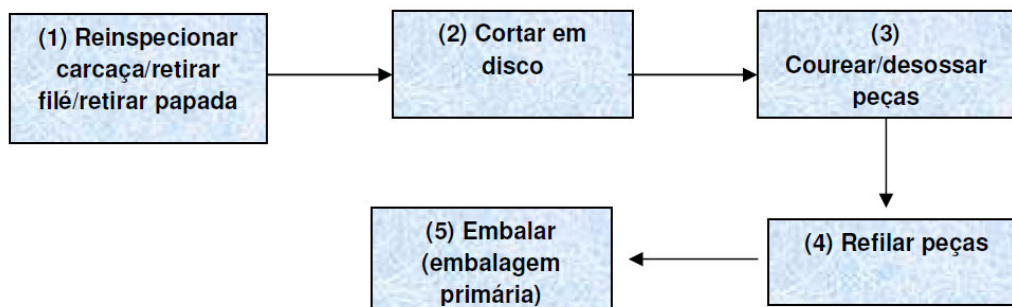 (1) Reinspecionar
carcaça/retirar
filé/retirar papada
(2) Cortar em
disco
(3)
Courear/desossar
peças
(4) Refilar peças
(5) Embalar
(embalagem
primária)